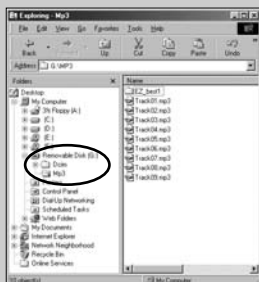 Exploring - Mp3
File Edit View Go Favorites Tools Help
Back Up Cut Copy Paste Undo
Address G:\MP3
Folders
Name
Desktop
My Computer
3½ Floppy (A:)
(C:)
(D:)
(E:)
Removable Disk (G:)
Dcim
Mp3
Control Panel
Dial-Up Networking
Scheduled Tasks
Web Folders
My Documents
Internet Explorer
Network Neighborhood
Recycle Bin
Online Services
Track01.mp3
Track02.mp3
Track03.mp3
Track04.mp3
Track05.mp3
Track06.mp3
Track07.mp3
Track08.mp3
Track09.mp3
My Computer